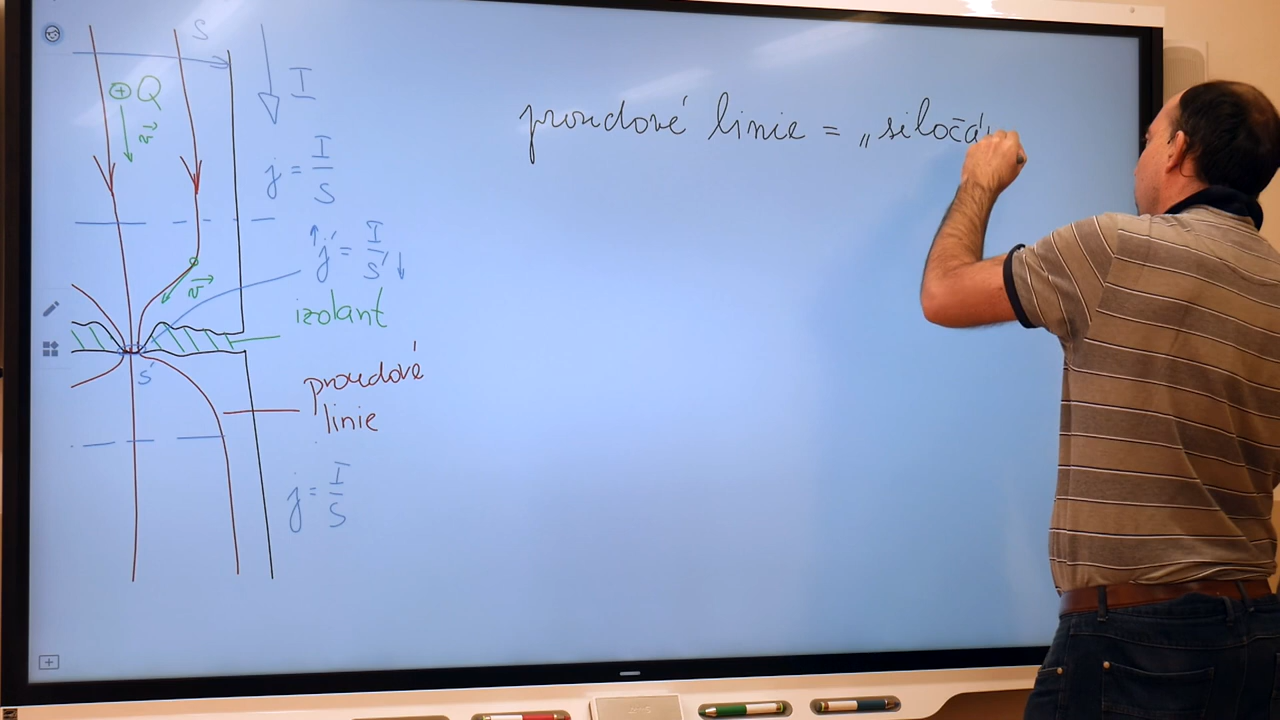 S
⊕ Q
v⃗
I
j = I/S
j' = I/S'
v⃗
izolant
S'
proudové
linie
j = I/S
proudové linie = „siločá